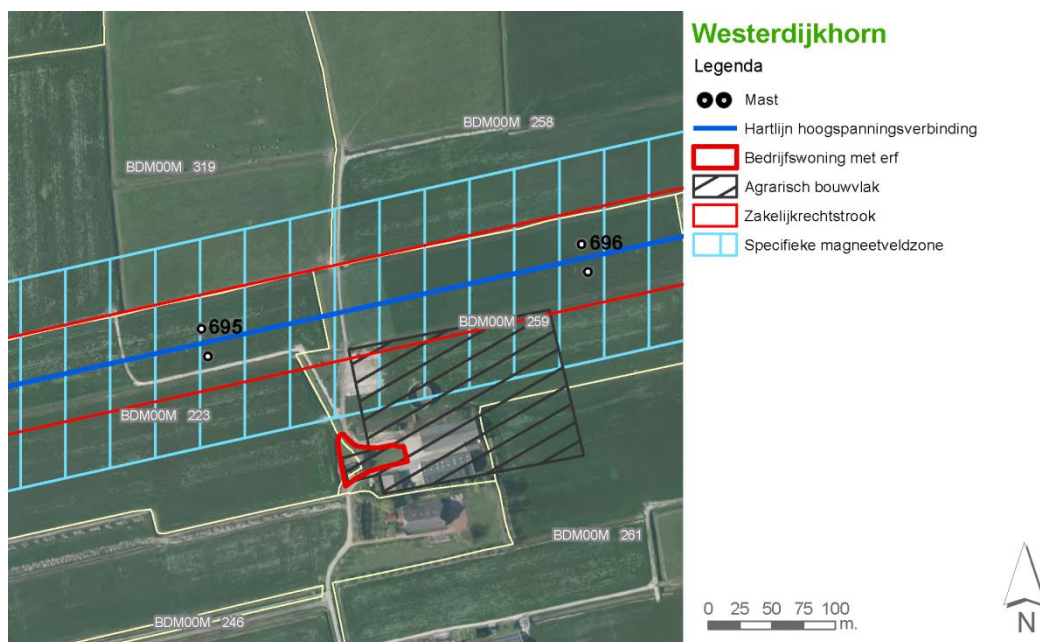 Westerdijkhorn
Legenda
Mast
Hartlijn hoogspanningsverbinding
Bedrijfswoning met erf
Agrarisch bouwvlak
Zakelijkrechtstrook
Specifieke magneetveldzone
BDM00M 258
BDM00M 319
696
695
BDM00M 259
BDM00M 223
BDM00M 261
BDM00M 246
0 25 50 75 100
m.
N